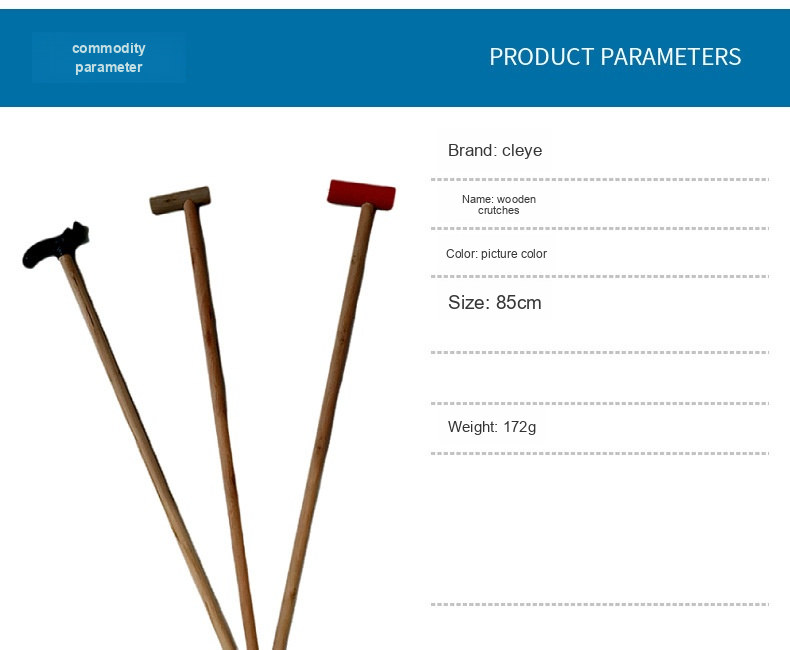 commodity
parameter
PRODUCT PARAMETERS
Brand: cleye
Name: wooden
crutches
Color: picture color
Size: 85cm
Weight: 172g